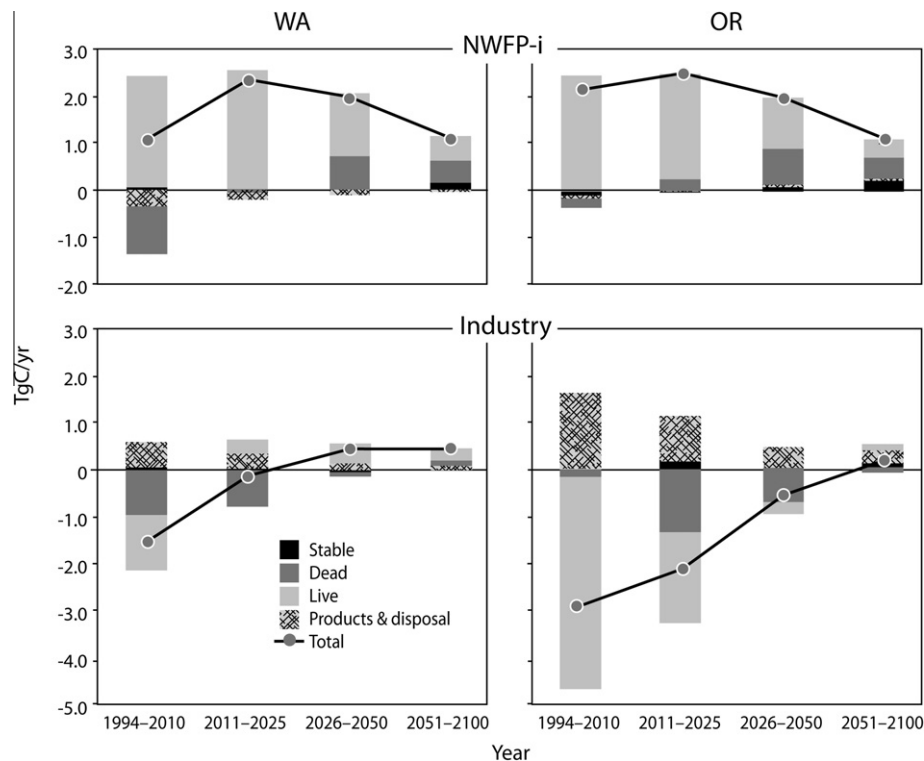 WA
OR
NWFP-i
3.0
2.0
1.0
0
-1.0
-2.0
Industry
3.0
2.0
1.0
0
-1.0
-2.0
-3.0
-4.0
-5.0
TgC/yr
Stable
Dead
Live
Products & disposal
Total
1994–2010 2011–2025 2026–2050 2051–2100
1994–2010 2011–2025 2026–2050 2051–2100
Year